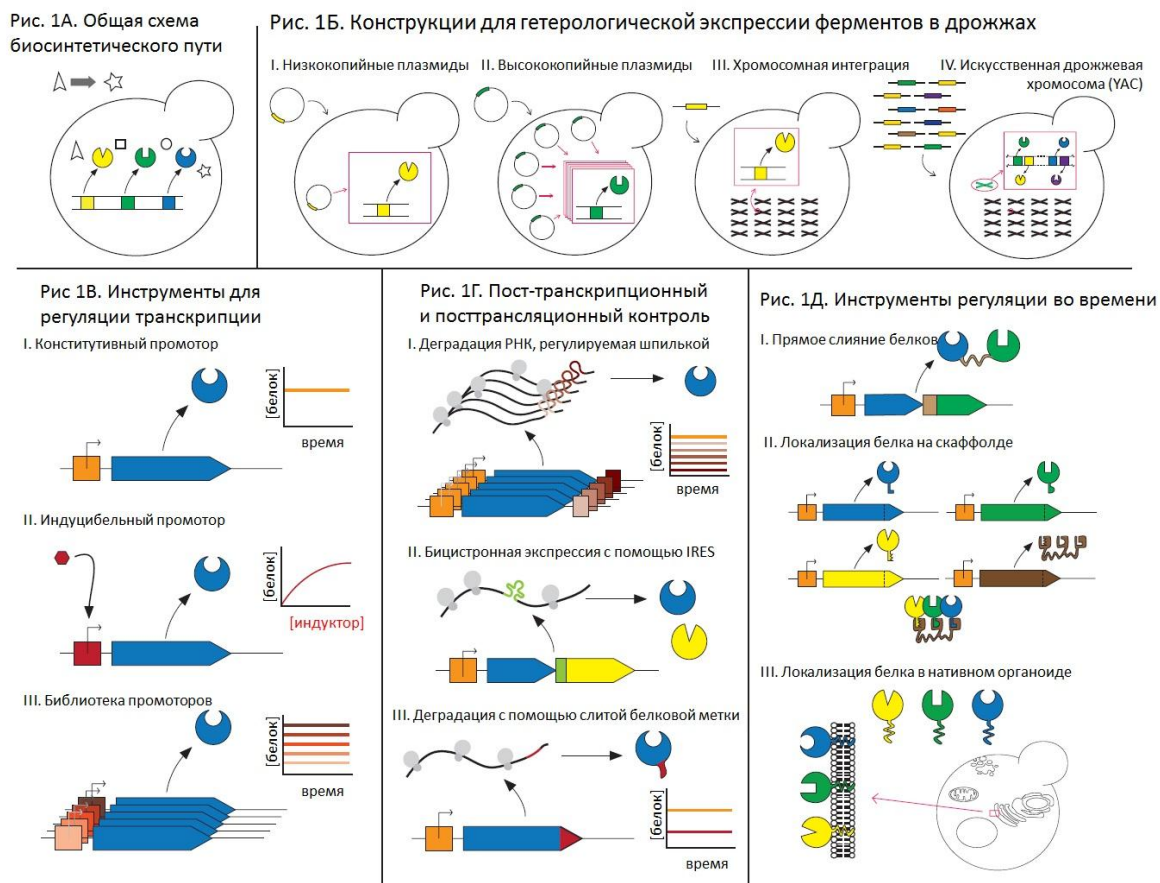 Рис. 1А. Общая схема
биосинтетического пути
Рис. 1Б. Конструкции для гетерологической экспрессии ферментов в дрожжах
I. Низкокопийные плазмиды
II. Высококопийные плазмиды
III. Хромосомная интеграция
IV. Искусственная дрожжевая
хромосома (YAC)
Рис 1В. Инструменты для
регуляции транскрипции
I. Конститутивный промотор
[белок]
время
II. Индуцибельный промотор
[белок]
[индуктор]
III. Библиотека промоторов
[белок]
время
Рис. 1Г. Пост-транскрипционный
и посттрансляционный контроль
I. Деградация РНК, регулируемая шпилькой
[белок]
время
II. Бицистронная экспрессия с помощью IRES
III. Деградация с помощью слитой белковой метки
[белок]
время
Рис. 1Д. Инструменты регуляции во времени
I. Прямое слияние белков
II. Локализация белка на скаффолде
III. Локализация белка в нативном органоиде